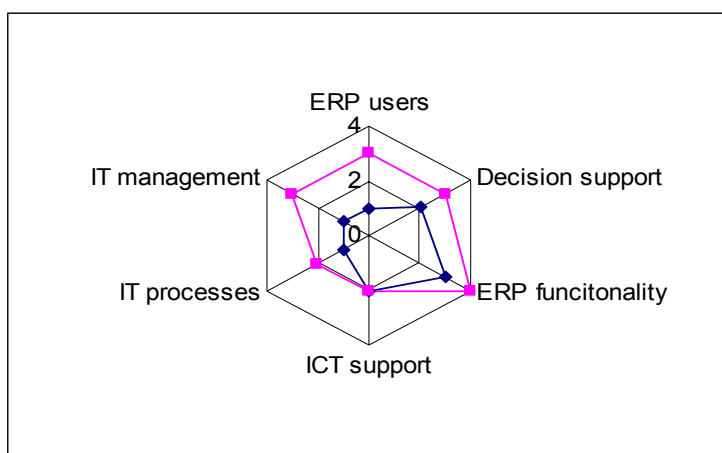 ERP users
4
IT management
2
Decision support
0
IT processes
ERP funcitonality
ICT support